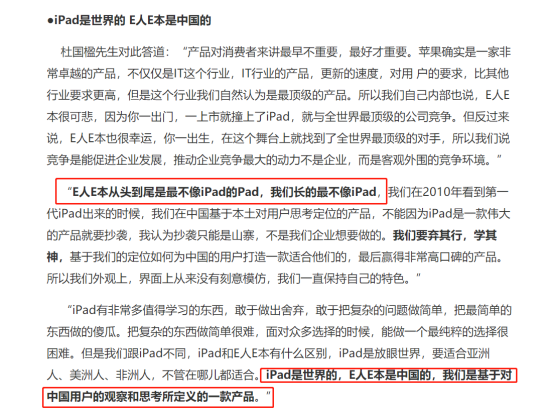 ●iPad是世界的 E人E本是中国的
杜国楹先生对此答道：“产品对消费者来讲最早不重要，最好才重要。苹果确实是一家非
常卓越的产品，不仅仅是IT这个行业，IT行业的产品，更新的速度，对用 户的要求，比其他
行业要求更高，但是这个行业我们自然认为是最顶级的产品。所以我们自己内部也说，E人E
本很可悲，因为你一出门，一上市就撞上了iPad，就与全世界最顶级的公司竞争。但反过来
说，E人E本也很幸运，你一出生，在这个舞台上就找到了全世界最顶级的对手，所以我们说
竞争是能促进企业发展，推动企业竞争最大的动力不是企业，而是客观外围的竞争环境。”
“E人E本从头到尾是最不像iPad的Pad，我们长的最不像iPad，我们在2010年看到第一
代iPad出来的时候，我们在中国基于本土对用户思考定位的产品，不能因为iPad是一款伟大
的产品就要抄袭，我认为抄袭只能是山寨，不是我们企业想要做的。我们要弃其行，学其
神，基于我们的定位如何为中国的用户打造一款适合他们的，最后赢得非常高口碑的产品。
所以我们外观上，界面上从来没有刻意模仿，我们一直保持自己的特色。”
“iPad有非常多值得学习的东西，敢于做出舍弃，敢于把复杂的问题做简单，把最简单的
东西做的傻瓜。把复杂的东西做简单很难，面对众多选择的时候，能做一个最纯粹的选择很
困难。但是我们跟iPad不同，iPad和E人E本有什么区别，iPad是放眼世界，要适合亚洲
人、美洲人、非洲人，不管在哪儿都适合。iPad是世界的，E人E本是中国的，我们是基于对
中国用户的观察和思考所定义的一款产品。”